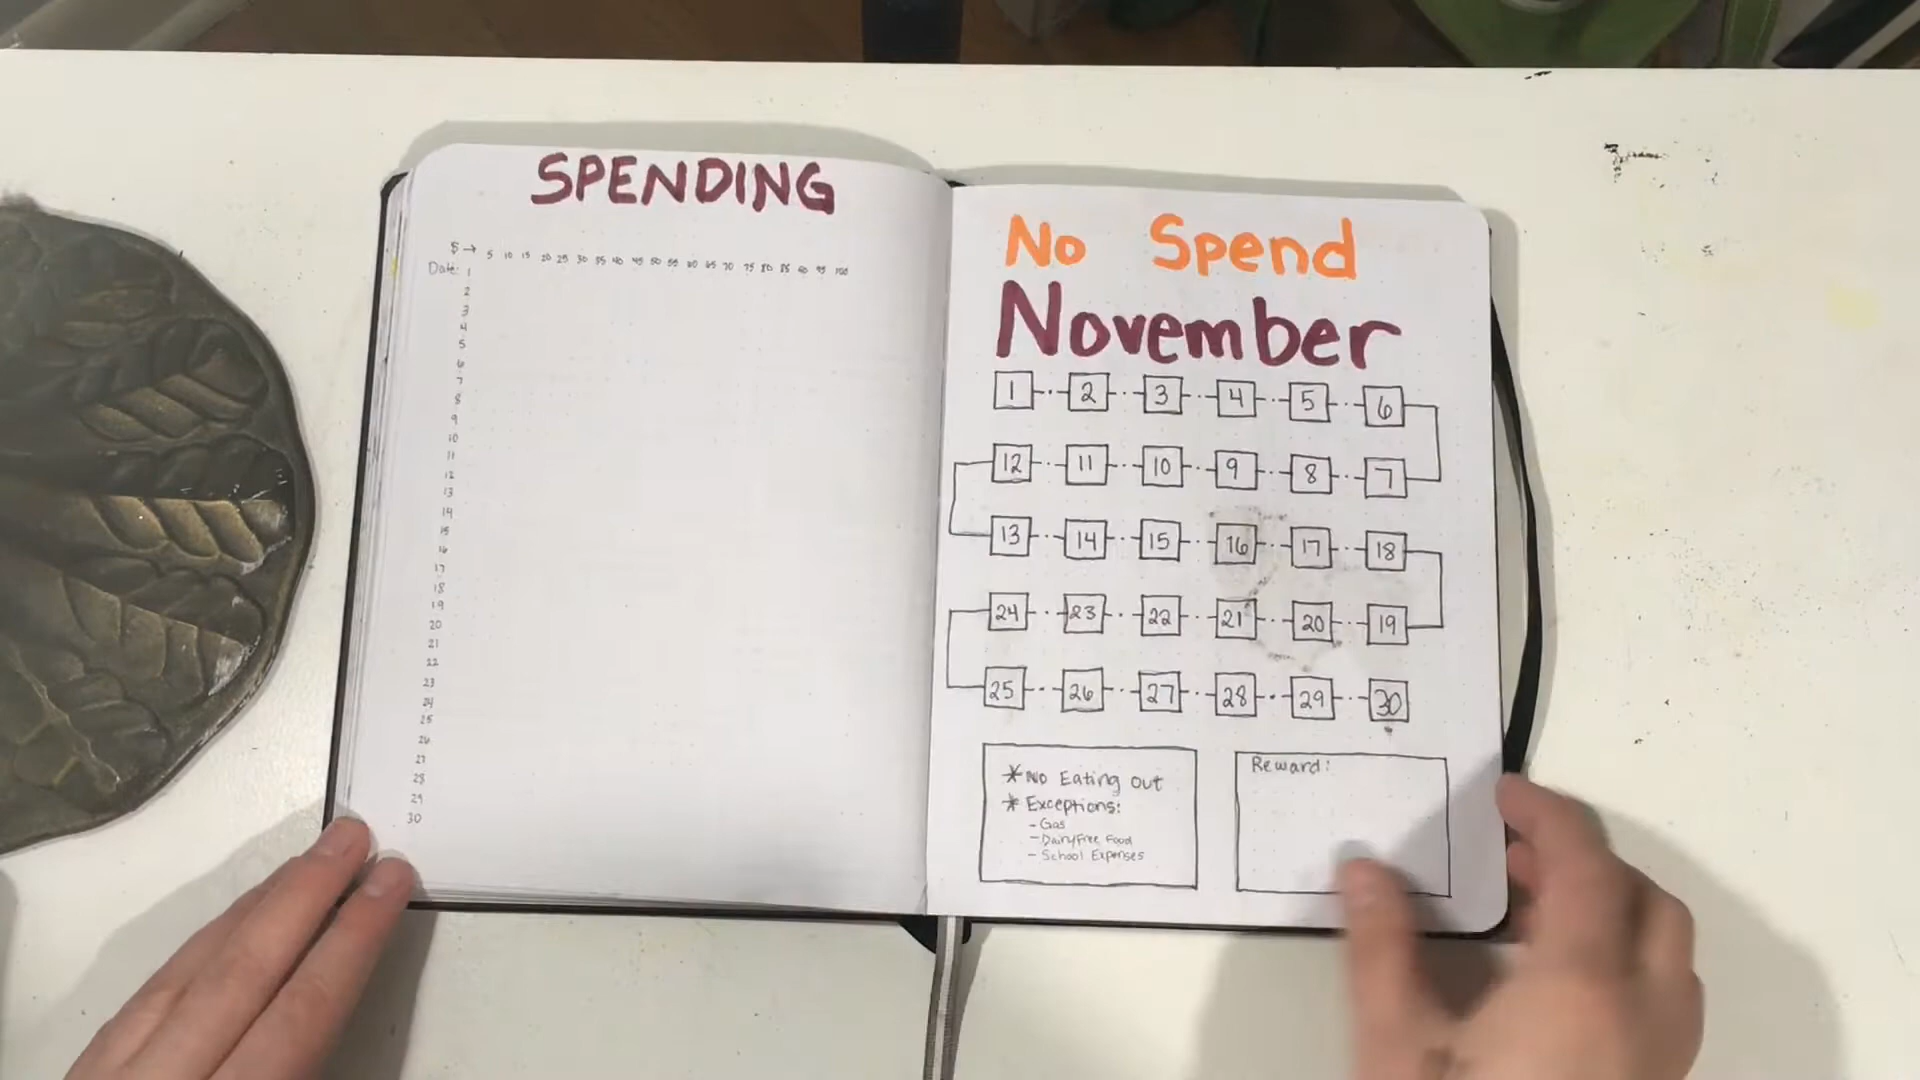 SPENDING
$ → 5 10 15 20 25 30 35 40 45 50 55 60 65 70 75 80 85 90 95 100
Date: 1
2
3
4
5
6
7
8
9
10
11
12
13
14
15
16
17
18
19
20
21
22
23
24
25
26
27
28
29
30
No Spend
November
1 2 3 4 5 6
12 11 10 9 8 7
13 14 15 16 17 18
24 23 22 21 20 19
25 26 27 28 29 30
* No Eating out
* Exceptions:
- Gas
- Dairy Free Food
- School Expenses
Reward: